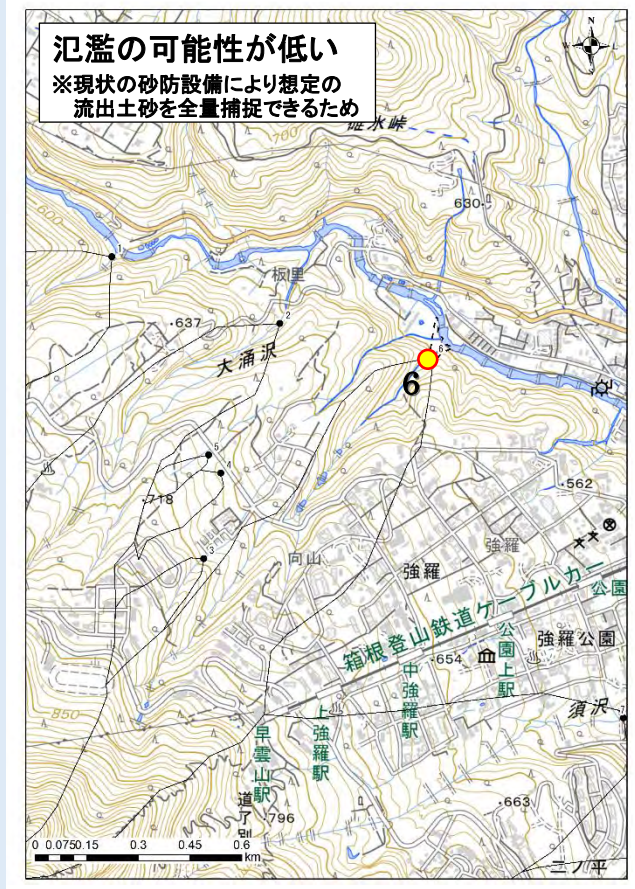 氾濫の可能性が低い
※現状の砂防設備により想定の
流出土砂を全量捕捉できるため
N
W
S
碓氷峠
700
600
630
1
板里
2
637
大涌沢
6
6
5
4
718
562
3
向山
強羅
強羅
箱根登山鉄道ケーブルカー
公園
公園上駅
強羅公園
654
中強羅駅
850
上強羅駅
須沢
7
早雲山駅
道了別
796
663
二ノ平
0 0.075 0.15 0.3 0.45 0.6
km